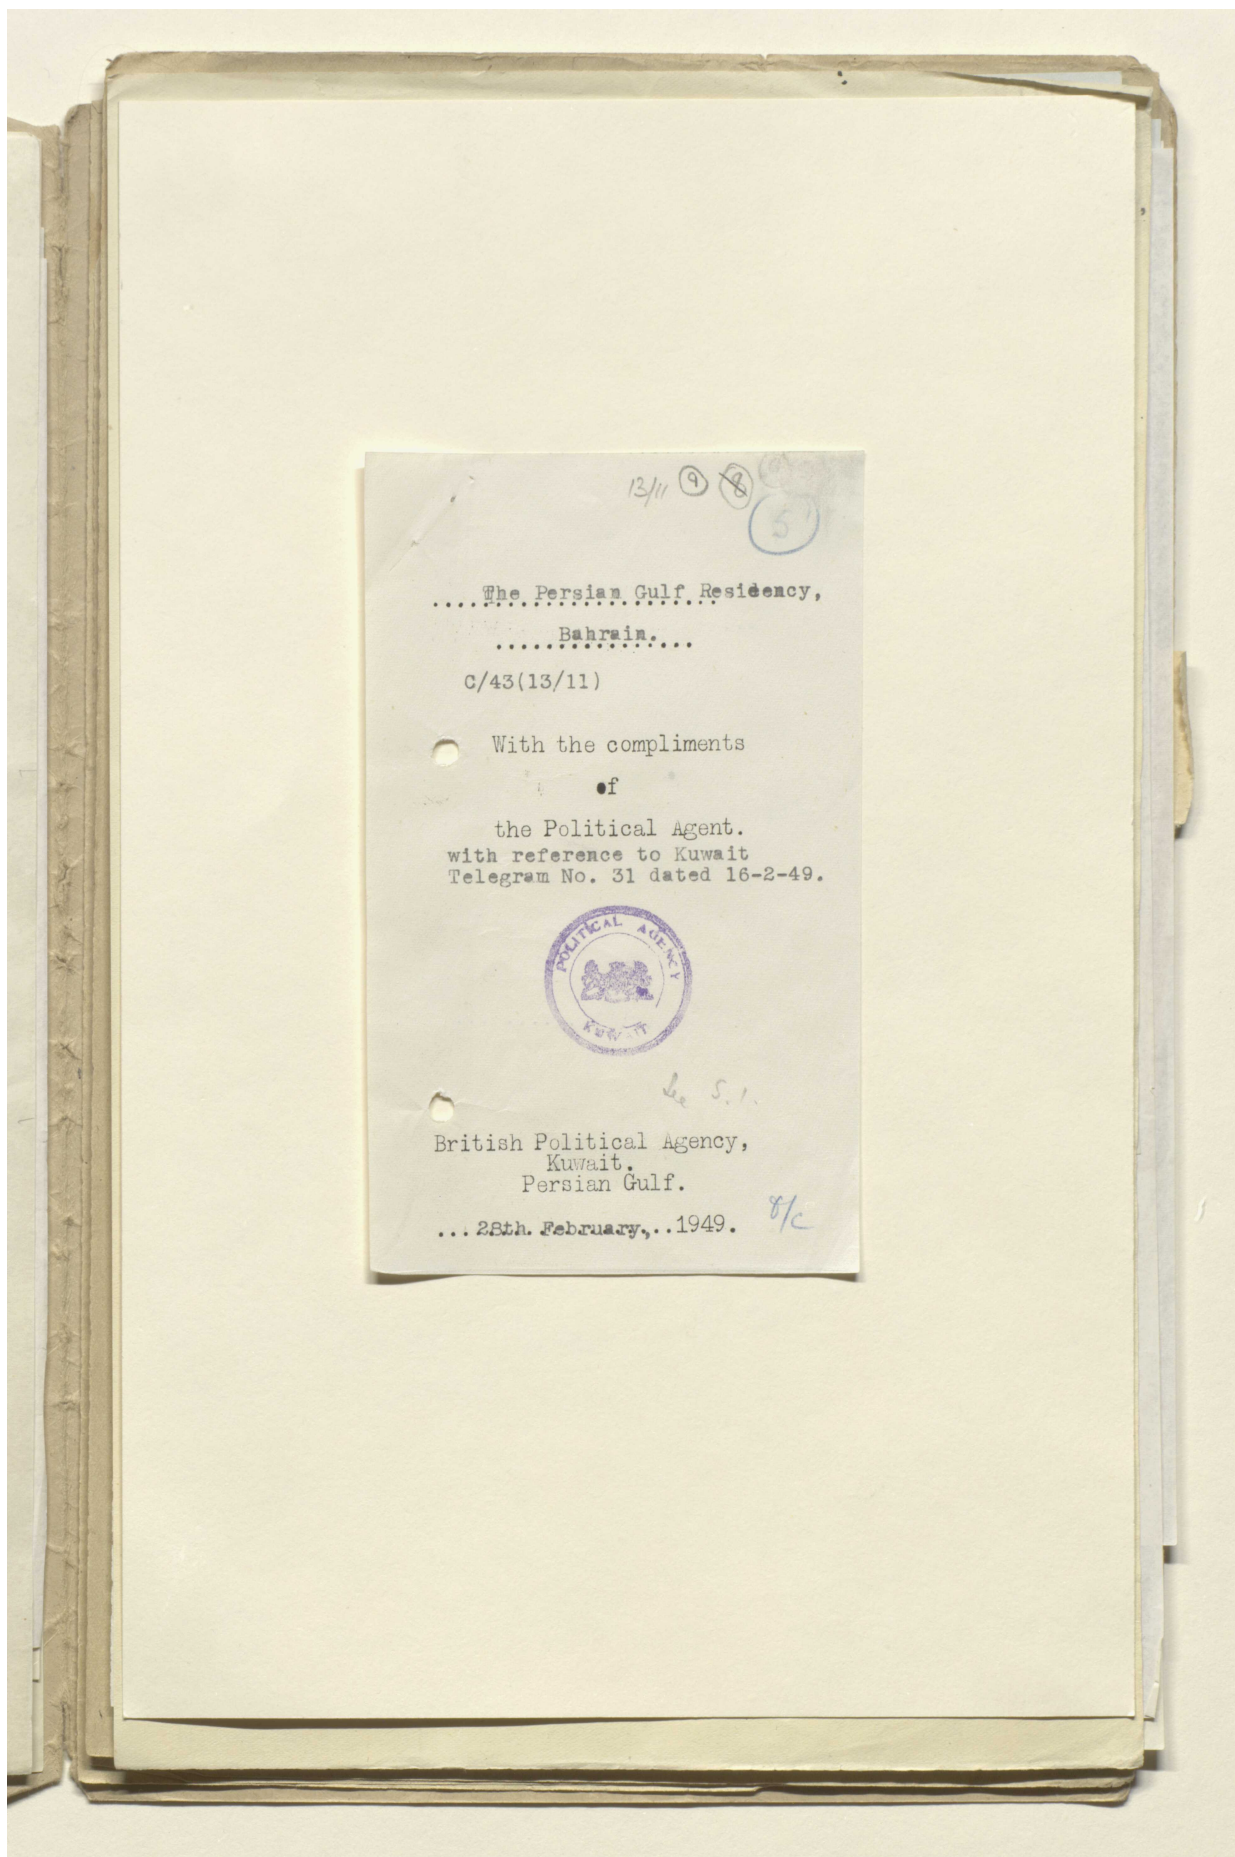 13/11 9 8
5
The Persian Gulf Residency,
Bahrain.
C/43(13/11)
With the compliments
of
the Political Agent.
with reference to Kuwait
Telegram No. 31 dated 16-2-49.
POLITICAL AGENCY
KUWAIT
See S.1.
British Political Agency,
Kuwait.
Persian Gulf.
... 28th. February,..1949.